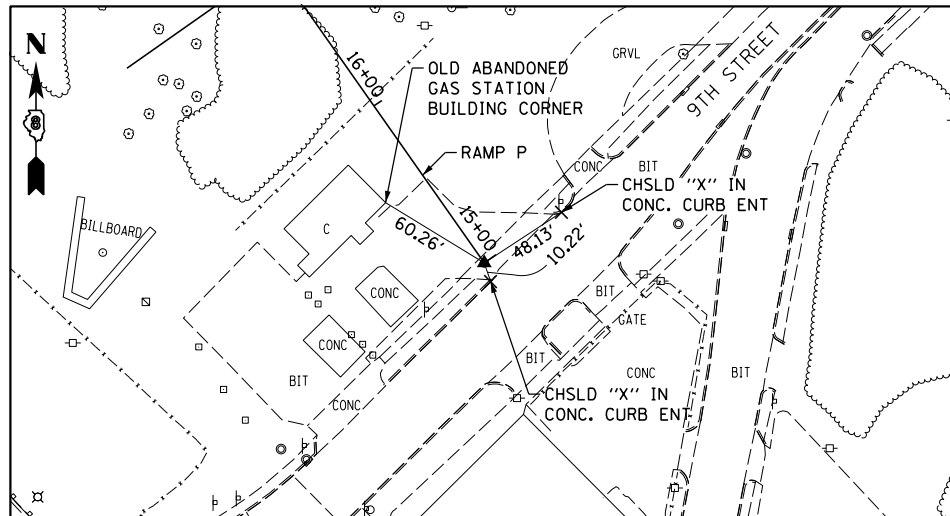 N
8
16+00
OLD ABANDONED
GAS STATION
BUILDING CORNER
GRVL
9TH STREET
RAMP P
CONC
BIT
CHSLD "X" IN
CONC. CURB ENT
BILLBOARD
C
60.26'
15+00
48.13'
10.22'
CONC
BIT
GATE
CONC
BIT
CONC
BIT
BIT
CONC
CHSLD "X" IN
CONC. CURB ENT